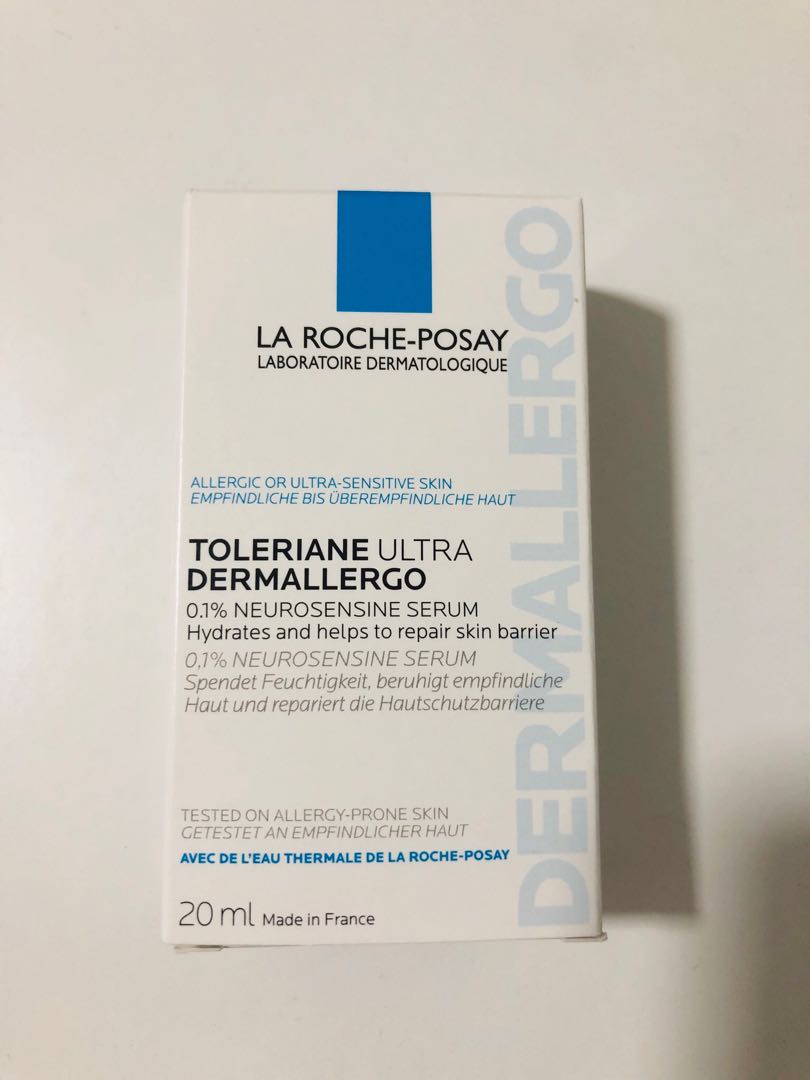 LA ROCHE-POSAY
LABORATOIRE DERMATOLOGIQUE
ALLERGIC OR ULTRA-SENSITIVE SKIN
EMPFINDLICHE BIS ÜBEREMPFINDLICHE HAUT
TOLERIANE ULTRA
DERMALLERGO
0.1% NEUROSENSINE SERUM
Hydrates and helps to repair skin barrier
0,1% NEUROSENSINE SERUM
Spendet Feuchtigkeit, beruhigt empfindliche
Haut und repariert die Hautschutzbarriere
TESTED ON ALLERGY-PRONE SKIN
GETESTET AN EMPFINDLICHER HAUT
AVEC DE L'EAU THERMALE DE LA ROCHE-POSAY
20 ml Made in France
DERMALLERGO